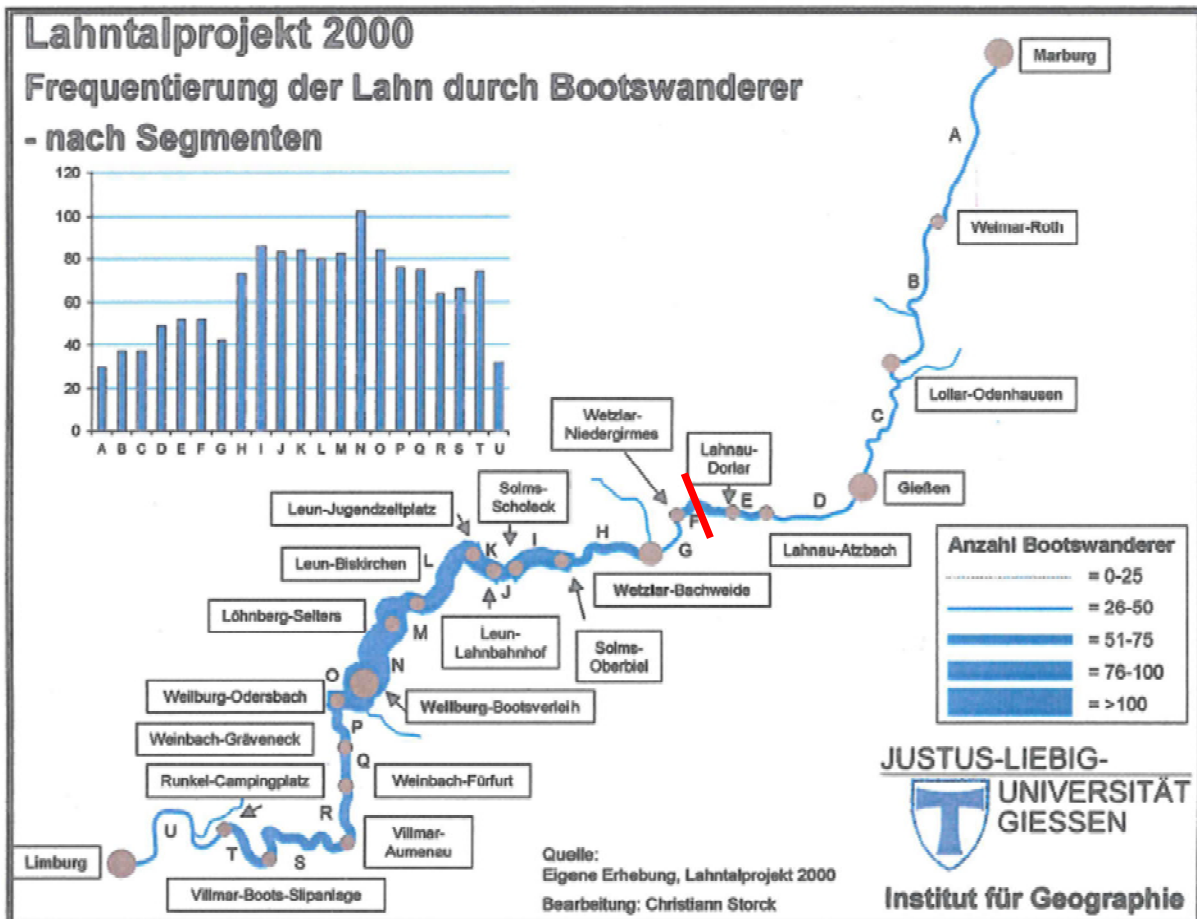 Lahntalprojekt 2000
Frequentierung der Lahn durch Bootswanderer
- nach Segmenten
120
100
80
60
40
20
0
A B C D E F G H I J K L M N O P Q R S T U
Marburg
A
Weimar-Roth
B
Lollar-Odenhausen
C
Gießen
D
Lahnau-Atzbach
E
Lahnau-
Dorlar
F
Wetzlar-
Niedergirmes
G
Wetzlar-Bachweide
H
Solms-
Oberbiel
I
Solms-
Scholeck
J
Leun-
Lahnbahnhof
K
Leun-Jugendzeltplatz
L
Leun-Biskirchen
M
Löhnberg-Selters
N
Weilburg-Bootsverleih
O
Weilburg-Odersbach
P
Weinbach-Gräveneck
Q
Weinbach-Fürfurt
R
Villmar-
Aumenau
S
Villmar-Boots-Slipanlage
T
Runkel-Campingplatz
U
Limburg
Anzahl Bootswanderer
= 0-25
= 26-50
= 51-75
= 76-100
= >100
JUSTUS-LIEBIG-
UNIVERSITÄT
GIESSEN
Institut für Geographie
Quelle:
Eigene Erhebung, Lahntalprojekt 2000
Bearbeitung: Christiann Storck